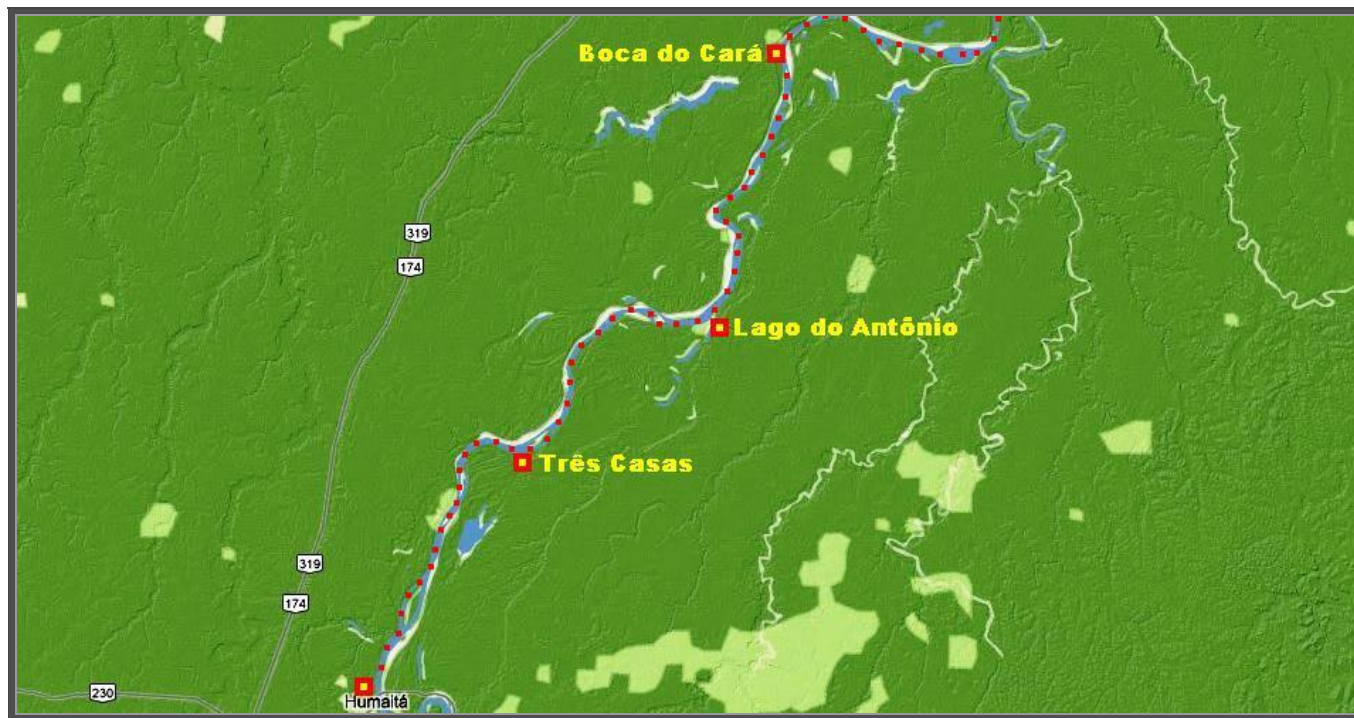 Boca do Cará
319
174
Lago do Antônio
Três Casas
319
174
230
Humaitá